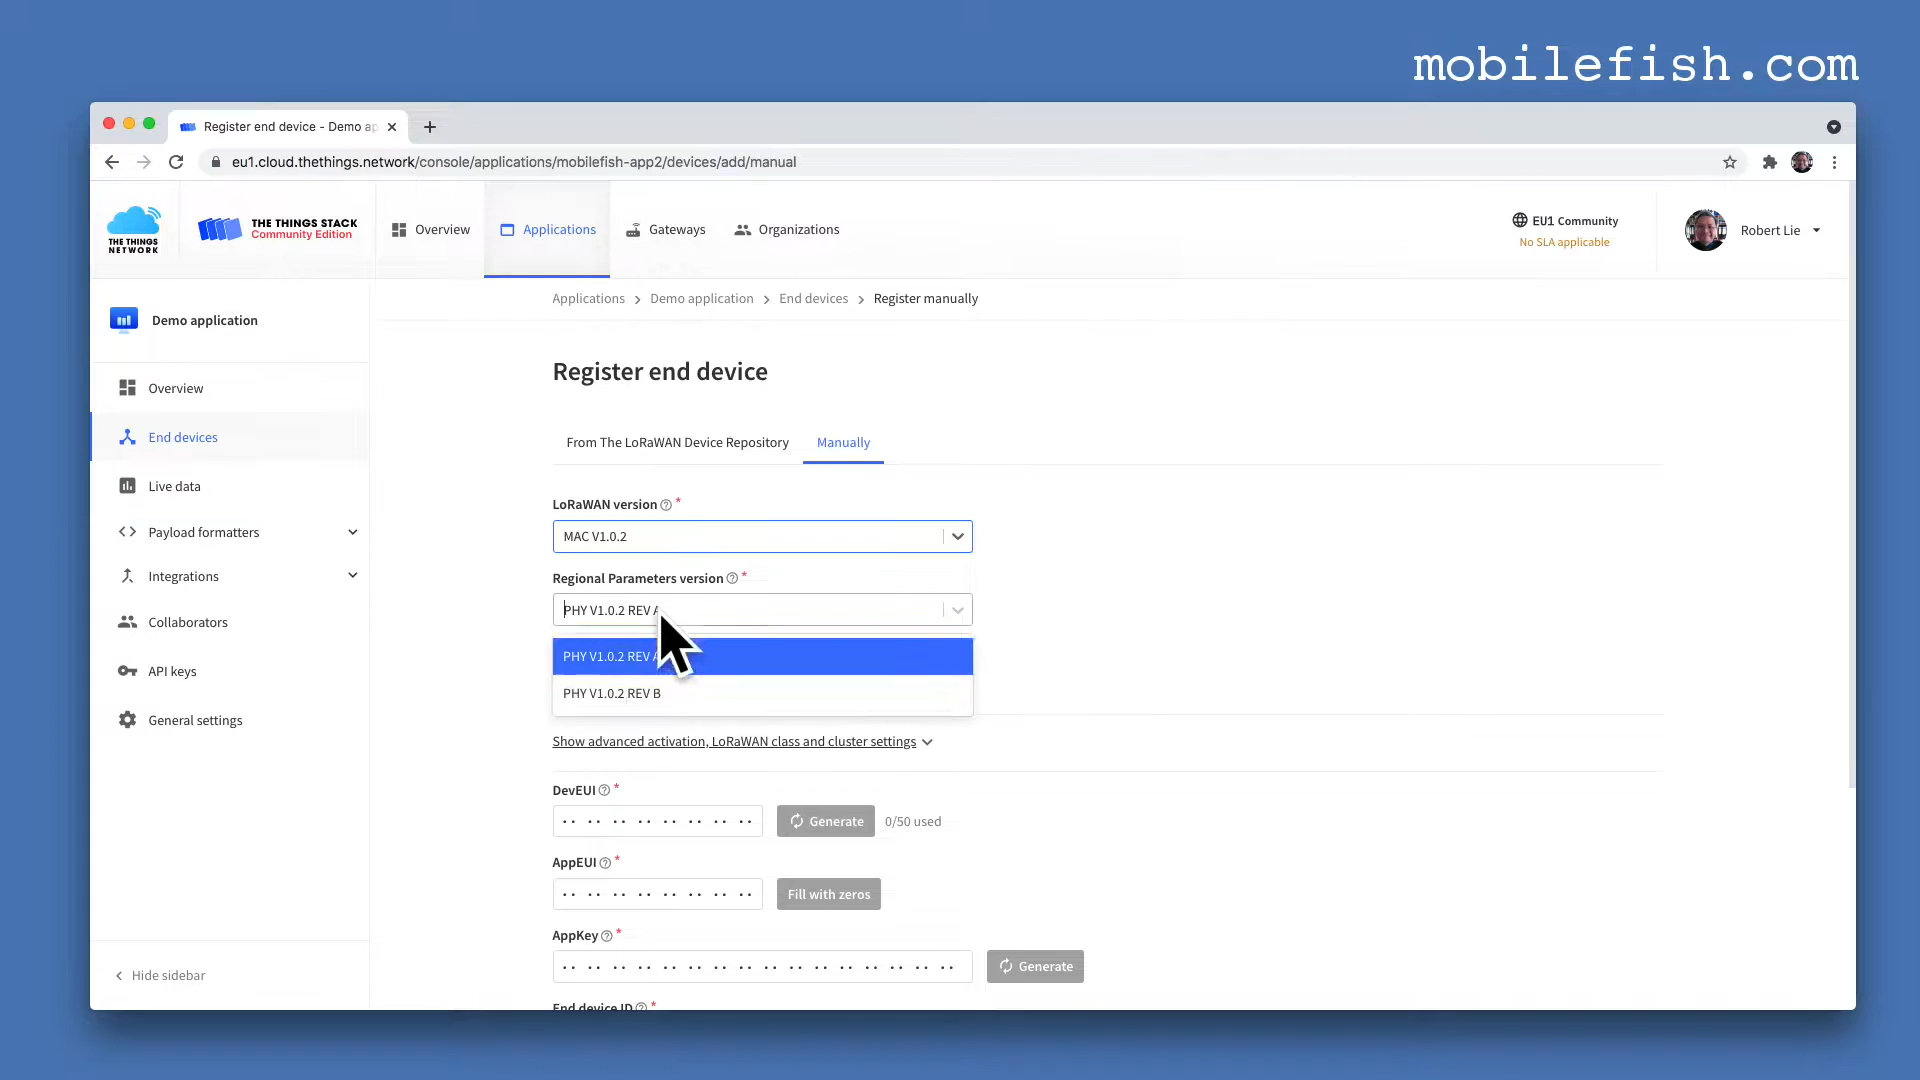 mobilefish.com
Register end device - Demo ap
eu1.cloud.thethings.network/console/applications/mobilefish-app2/devices/add/manual
THE THINGS
NETWORK
THE THINGS STACK
Community Edition
Overview
Applications
Gateways
Organizations
EU1 Community
No SLA applicable
Robert Lie
Applications > Demo application > End devices > Register manually
Demo application
Overview
End devices
Live data
Payload formatters
Integrations
Collaborators
API keys
General settings
Hide sidebar
Register end device
From The LoRaWAN Device Repository
Manually
LoRaWAN version *
MAC V1.0.2
Regional Parameters version *
PHY V1.0.2 REV A
PHY V1.0.2 REV A
PHY V1.0.2 REV B
Show advanced activation, LoRaWAN class and cluster settings
DevEUI *
Generate
0/50 used
AppEUI *
Fill with zeros
AppKey *
Generate
End device ID *